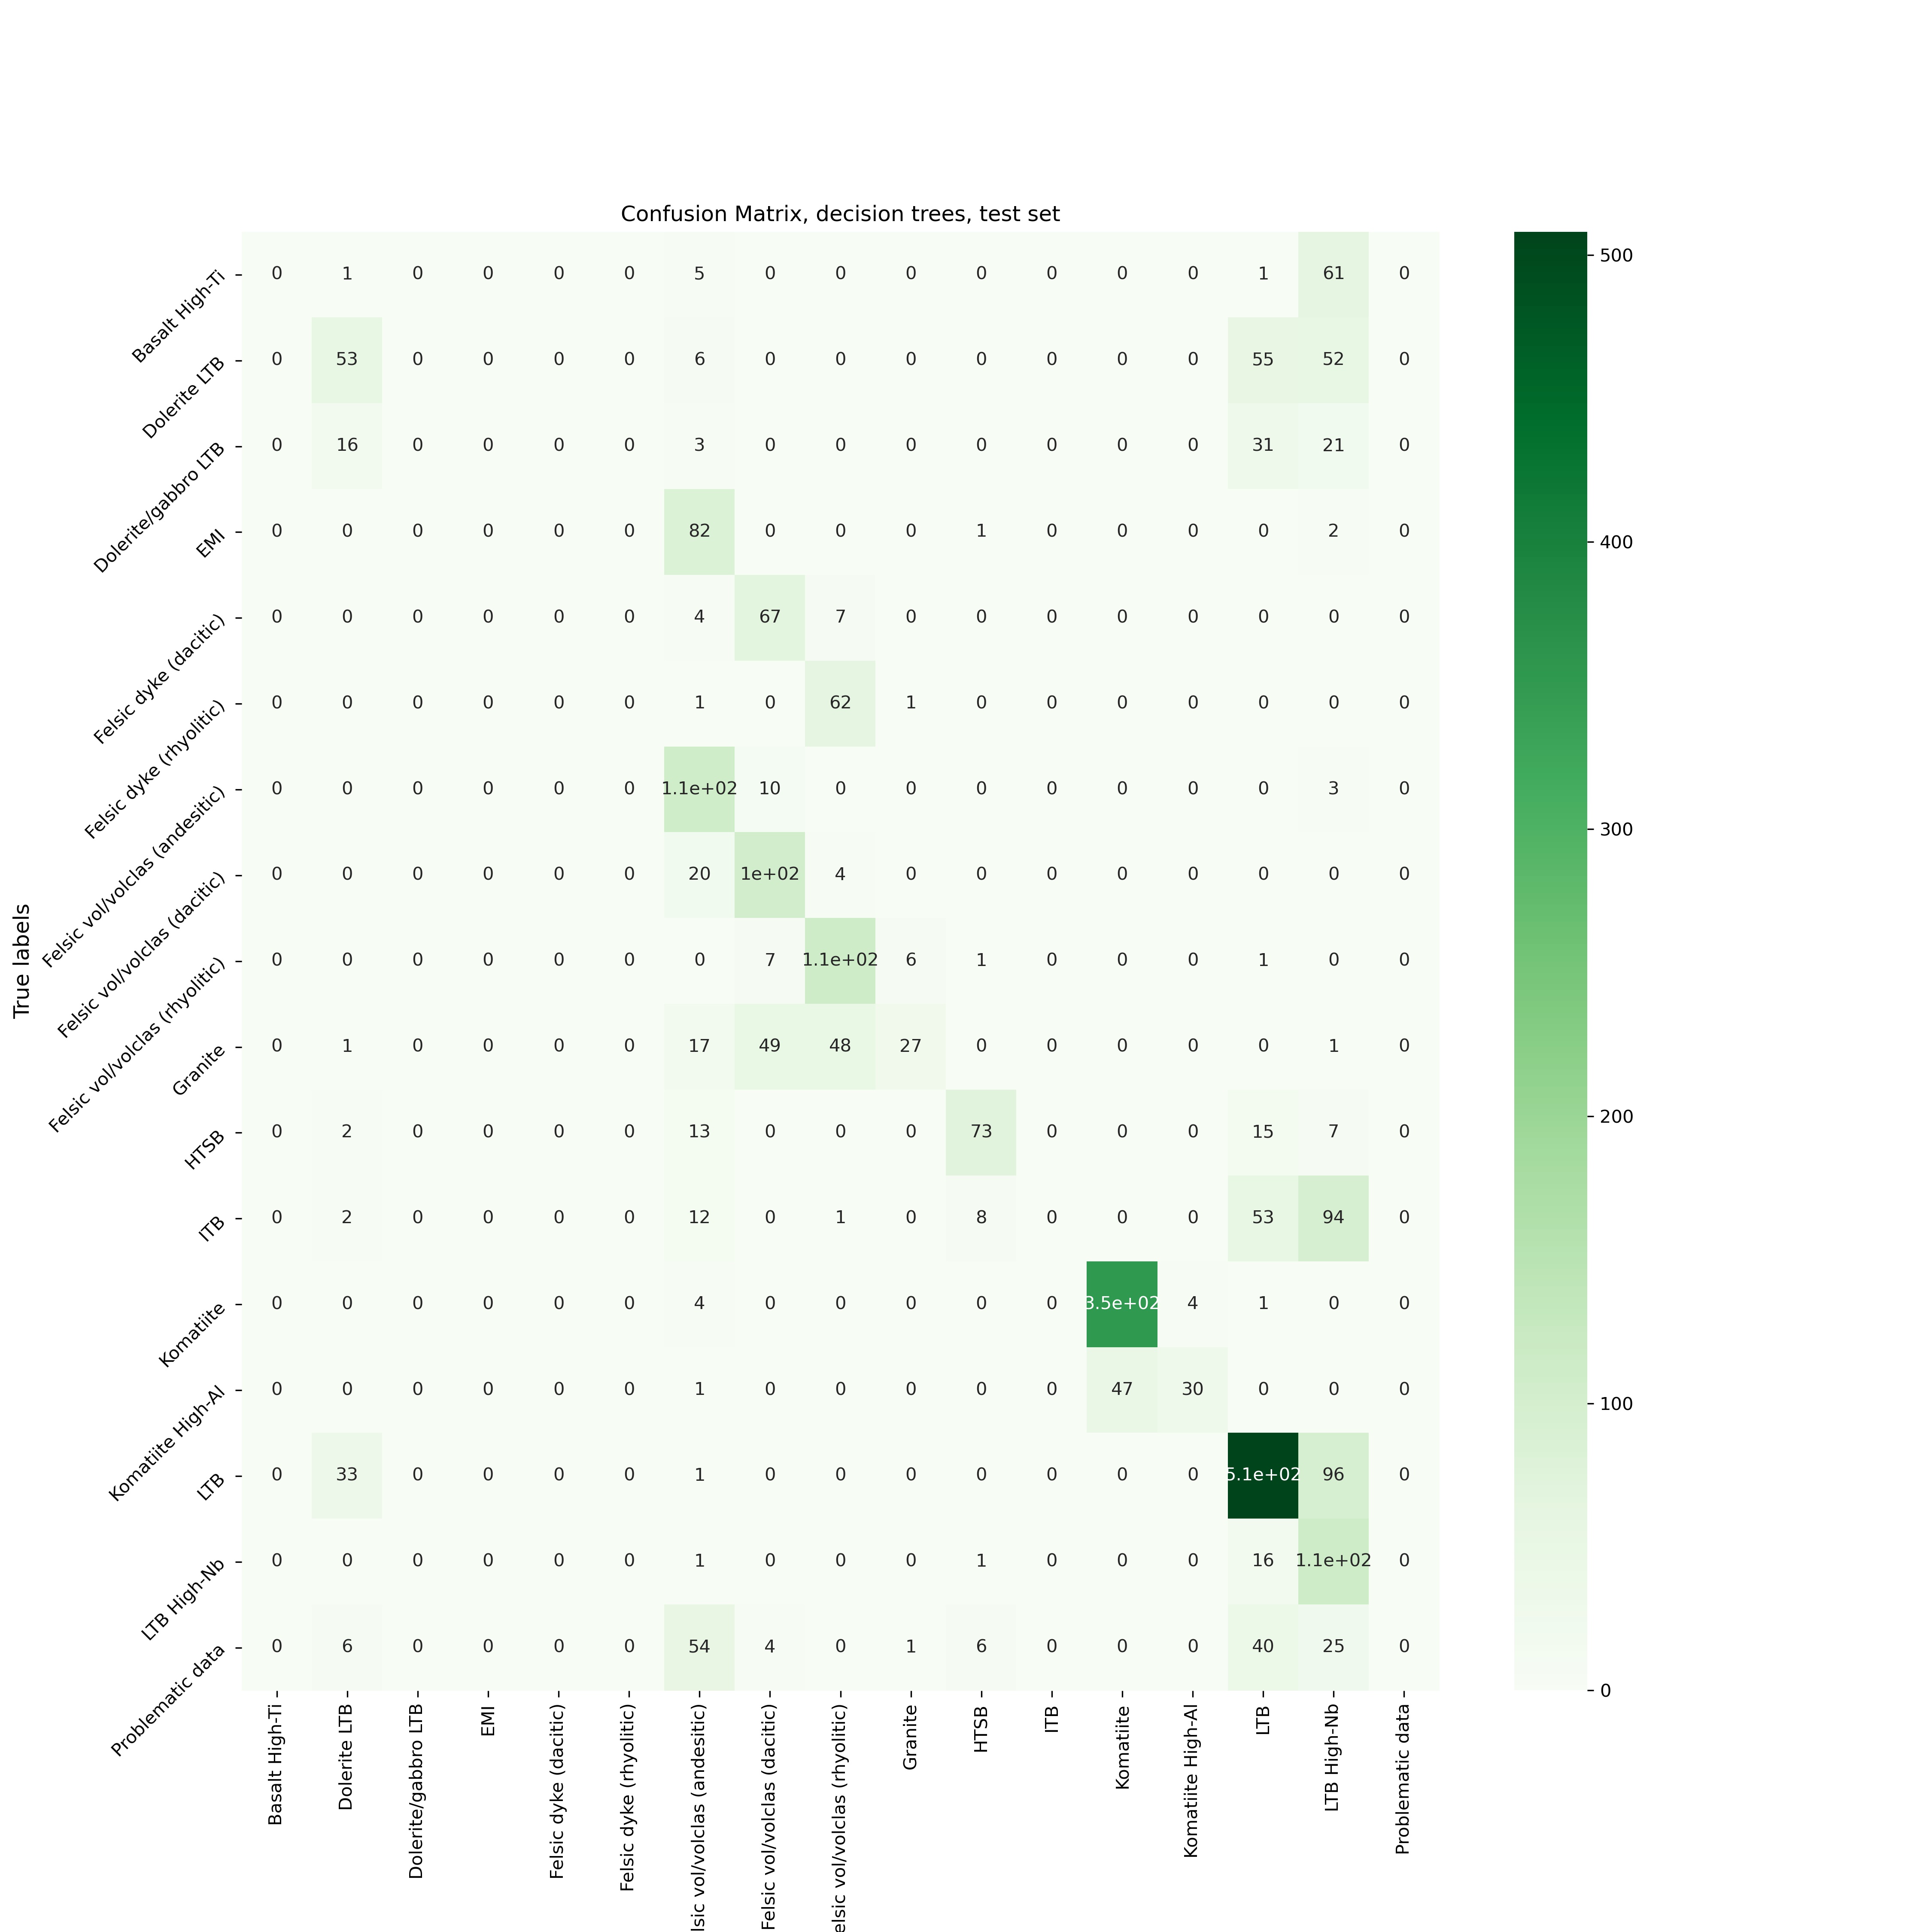 Confusion Matrix, decision trees, test set
True labels
Basalt High-Ti 0 1 0 0 0 0 5 0 0 0 0 0 0 0 1 61 0
Dolerite LTB 0 53 0 0 0 0 6 0 0 0 0 0 0 0 55 52 0
Dolerite/gabbro LTB 0 16 0 0 0 0 3 0 0 0 0 0 0 0 31 21 0
EMI 0 0 0 0 0 0 82 0 0 0 1 0 0 0 0 2 0
Felsic dyke (dacitic) 0 0 0 0 0 0 4 67 7 0 0 0 0 0 0 0 0
Felsic dyke (rhyolitic) 0 0 0 0 0 0 1 0 62 1 0 0 0 0 0 0 0
Felsic vol/volclas (andesitic) 0 0 0 0 0 0 1.1e+02 10 0 0 0 0 0 0 0 3 0
Felsic vol/volclas (dacitic) 0 0 0 0 0 0 20 1e+02 4 0 0 0 0 0 0 0 0
Felsic vol/volclas (rhyolitic) 0 0 0 0 0 0 0 7 1.1e+02 6 1 0 0 0 1 0 0
Granite 0 1 0 0 0 0 17 49 48 27 0 0 0 0 0 1 0
HTSB 0 2 0 0 0 0 13 0 0 0 73 0 0 0 15 7 0
ITB 0 2 0 0 0 0 12 0 1 0 8 0 0 0 53 94 0
Komatiite 0 0 0 0 0 0 4 0 0 0 0 0 3.5e+02 4 1 0 0
Komatiite High-Al 0 0 0 0 0 0 1 0 0 0 0 0 47 30 0 0 0
LTB 0 33 0 0 0 0 1 0 0 0 0 0 0 0 5.1e+02 96 0
LTB High-Nb 0 0 0 0 0 0 1 0 0 0 1 0 0 0 16 1.1e+02 0
Problematic data 0 6 0 0 0 0 54 4 0 1 6 0 0 0 40 25 0
Basalt High-Ti
Dolerite LTB
Dolerite/gabbro LTB
EMI
Felsic dyke (dacitic)
Felsic dyke (rhyolitic)
lsic vol/volclas (andesitic)
Felsic vol/volclas (dacitic)
elsic vol/volclas (rhyolitic)
Granite
HTSB
ITB
Komatiite
Komatiite High-Al
LTB
LTB High-Nb
Problematic data
500
400
300
200
100
0